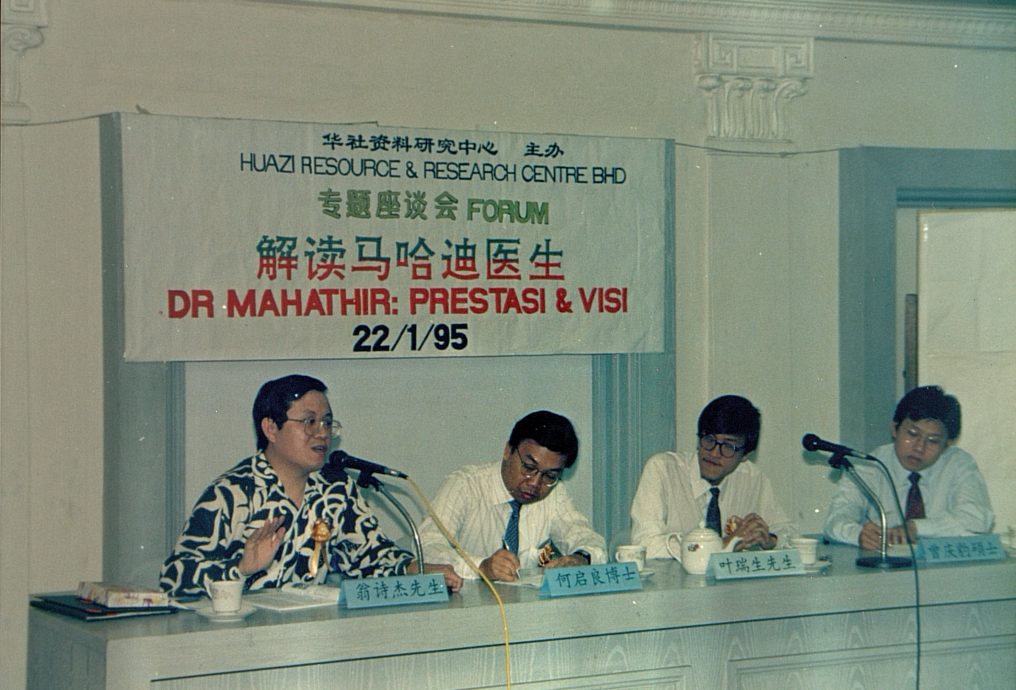 华社资料研究中心 主办
HUAZI RESOURCE & RESEARCH CENTRE BHD
专题座谈会 FORUM
解读马哈迪医生
DR MAHATHIR: PRESTASI & VISI
22/1/95
翁诗杰先生
何启良博士
叶瑞生先生
曾庆豹硕士